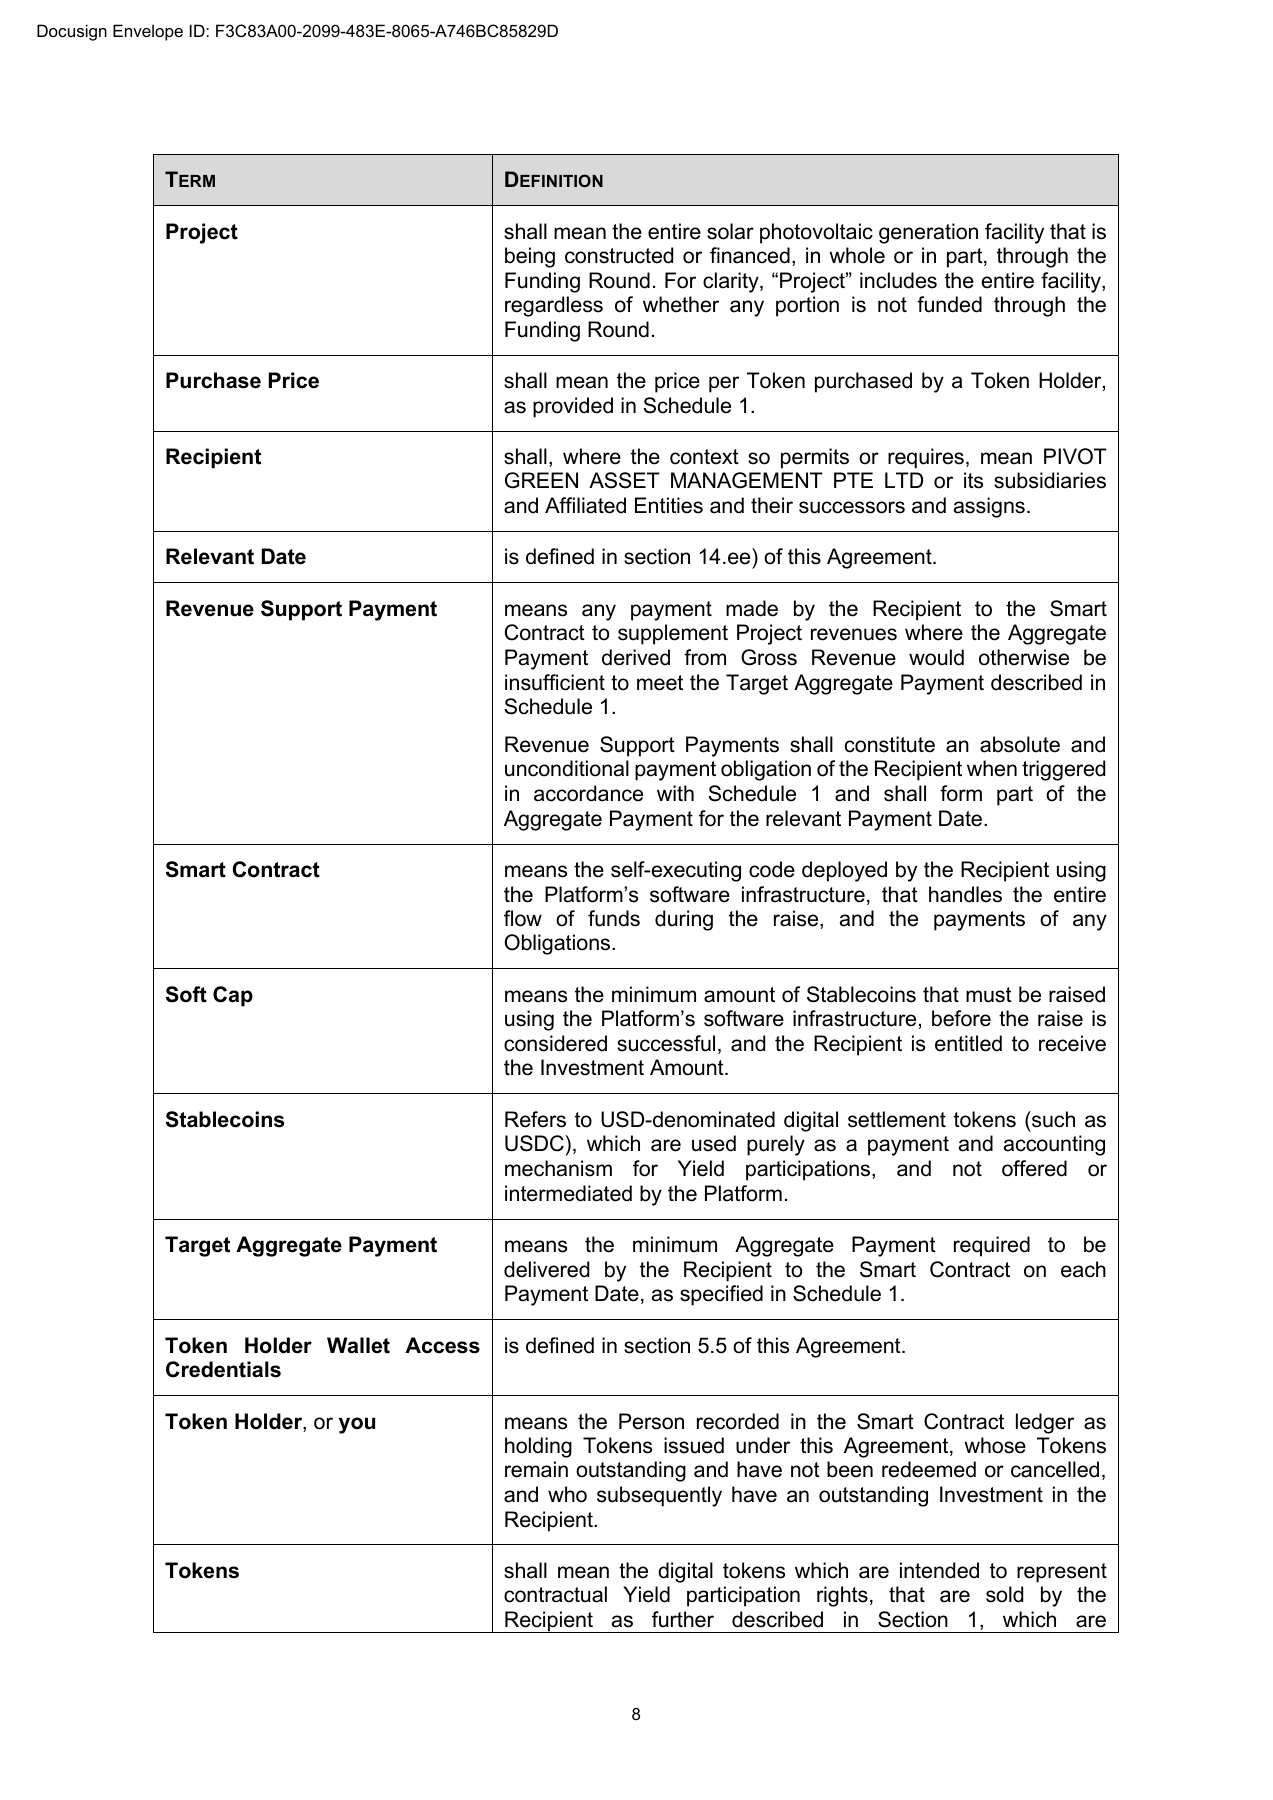 Docusign Envelope ID: F3C83A00-2099-483E-8065-A746BC85829D
TERM
DEFINITION
Project
shall mean the entire solar photovoltaic generation facility that is
being constructed or financed, in whole or in part, through the
Funding Round. For clarity, “Project” includes the entire facility,
regardless of whether any portion is not funded through the
Funding Round.
Purchase Price
shall mean the price per Token purchased by a Token Holder,
as provided in Schedule 1.
Recipient
shall, where the context so permits or requires, mean PIVOT
GREEN ASSET MANAGEMENT PTE LTD or its subsidiaries
and Affiliated Entities and their successors and assigns.
Relevant Date
is defined in section 14.ee) of this Agreement.
Revenue Support Payment
means any payment made by the Recipient to the Smart
Contract to supplement Project revenues where the Aggregate
Payment derived from Gross Revenue would otherwise be
insufficient to meet the Target Aggregate Payment described in
Schedule 1.
Revenue Support Payments shall constitute an absolute and
unconditional payment obligation of the Recipient when triggered
in accordance with Schedule 1 and shall form part of the
Aggregate Payment for the relevant Payment Date.
Smart Contract
means the self-executing code deployed by the Recipient using
the Platform’s software infrastructure, that handles the entire
flow of funds during the raise, and the payments of any
Obligations.
Soft Cap
means the minimum amount of Stablecoins that must be raised
using the Platform’s software infrastructure, before the raise is
considered successful, and the Recipient is entitled to receive
the Investment Amount.
Stablecoins
Refers to USD-denominated digital settlement tokens (such as
USDC), which are used purely as a payment and accounting
mechanism for Yield participations, and not offered or
intermediated by the Platform.
Target Aggregate Payment
means the minimum Aggregate Payment required to be
delivered by the Recipient to the Smart Contract on each
Payment Date, as specified in Schedule 1.
Token Holder Wallet Access
Credentials
is defined in section 5.5 of this Agreement.
Token Holder, or you
means the Person recorded in the Smart Contract ledger as
holding Tokens issued under this Agreement, whose Tokens
remain outstanding and have not been redeemed or cancelled,
and who subsequently have an outstanding Investment in the
Recipient.
Tokens
shall mean the digital tokens which are intended to represent
contractual Yield participation rights, that are sold by the
Recipient as further described in Section 1, which are
8